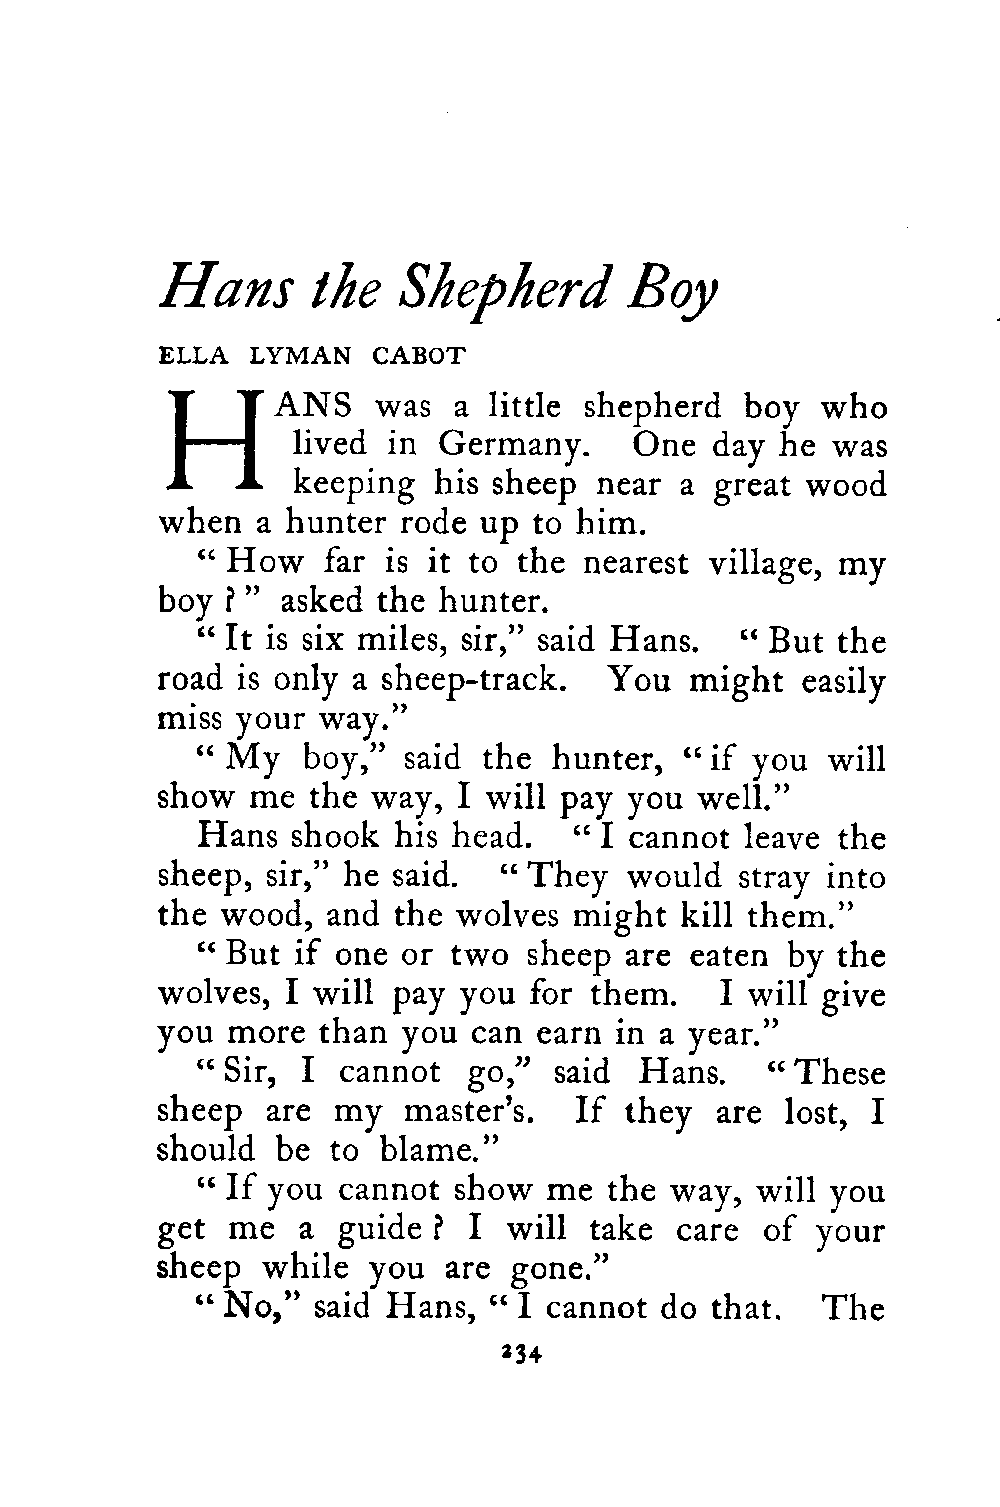 Hans the Shepherd Boy
ELLA LYMAN CABOT
HANS was a little shepherd boy who
lived in Germany. One day he was
keeping his sheep near a great wood
when a hunter rode up to him.
“ How far is it to the nearest village, my
boy ? ” asked the hunter.
“ It is six miles, sir,” said Hans. “ But the
road is only a sheep-track. You might easily
miss your way.”
“ My boy,” said the hunter, “ if you will
show me the way, I will pay you well.”
Hans shook his head. “ I cannot leave the
sheep, sir,” he said. “ They would stray into
the wood, and the wolves might kill them.”
“ But if one or two sheep are eaten by the
wolves, I will pay you for them. I will give
you more than you can earn in a year.”
“ Sir, I cannot go,” said Hans. “ These
sheep are my master’s. If they are lost, I
should be to blame.”
“ If you cannot show me the way, will you
get me a guide ? I will take care of your
sheep while you are gone.”
“ No,” said Hans, “ I cannot do that. The
234